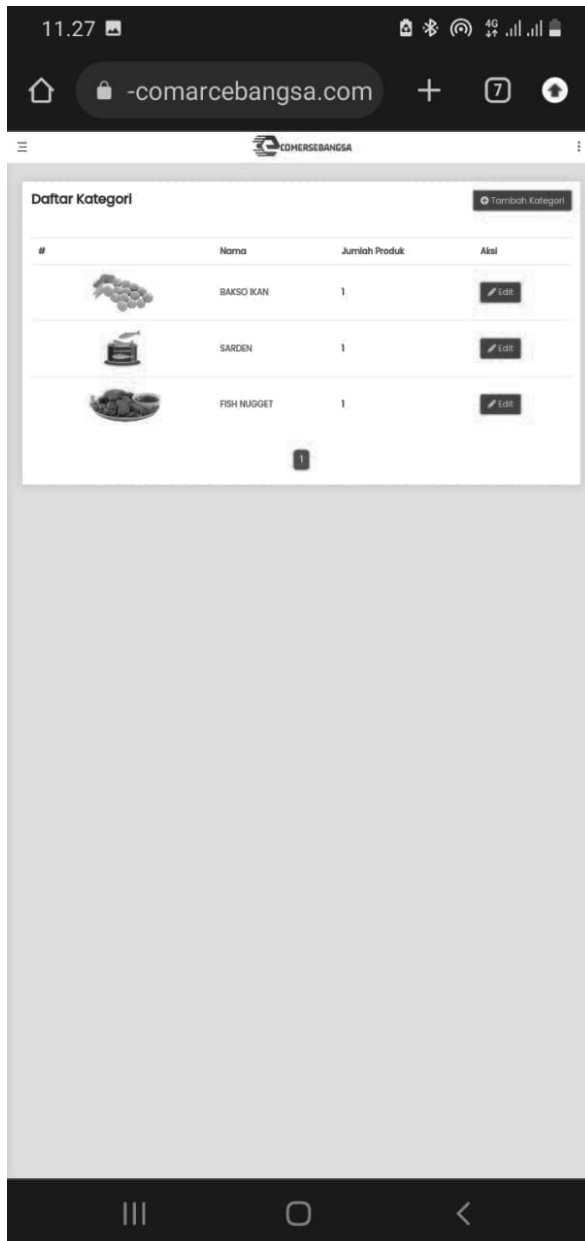 11.27
4G
-comarcebangsa.com
7
COMERSEBANGSA
Daftar Kategori
Tambah Kategori
# Nama Jumlah Produk Aksi
BAKSO IKAN 1 Edit
SARDEN 1 Edit
FISH NUGGET 1 Edit
1